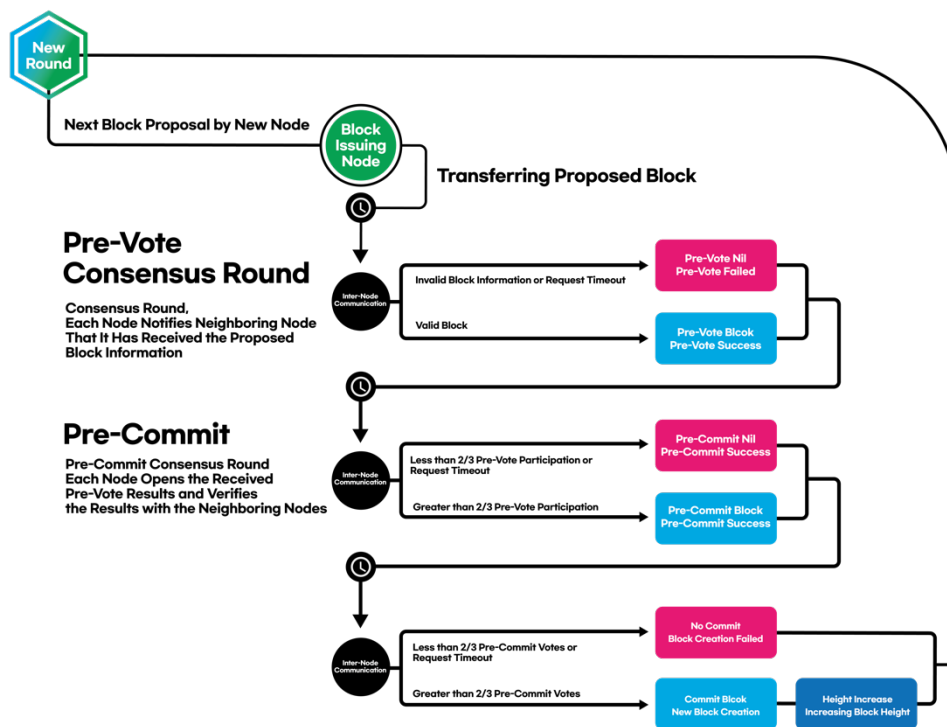 New
Round
Next Block Proposal by New Node
Block
Issuing
Node
Transferring Proposed Block
Pre-Vote
Consensus Round
Consensus Round,
Each Node Notifies Neighboring Node
That It Has Received the Proposed
Block Information
Inter-Node
Communication
Invalid Block Information or Request Timeout
Valid Block
Pre-Vote Nil
Pre-Vote Failed
Pre-Vote Blcok
Pre-Vote Success
Pre-Commit
Pre-Commit Consensus Round
Each Node Opens the Received
Pre-Vote Results and Verifies
the Results with the Neighboring Nodes
Inter-Node
Communication
Less than 2/3 Pre-Vote Participation or
Request Timeout
Greater than 2/3 Pre-Vote Participation
Pre-Commit Nil
Pre-Commit Success
Pre-Commit Block
Pre-Commit Success
Inter-Node
Communication
Less than 2/3 Pre-Commit Votes or
Request Timeout
Greater than 2/3 Pre-Commit Votes
No Commit
Block Creation Failed
Commit Blcok
New Block Creation
Height Increase
Increasing Block Height